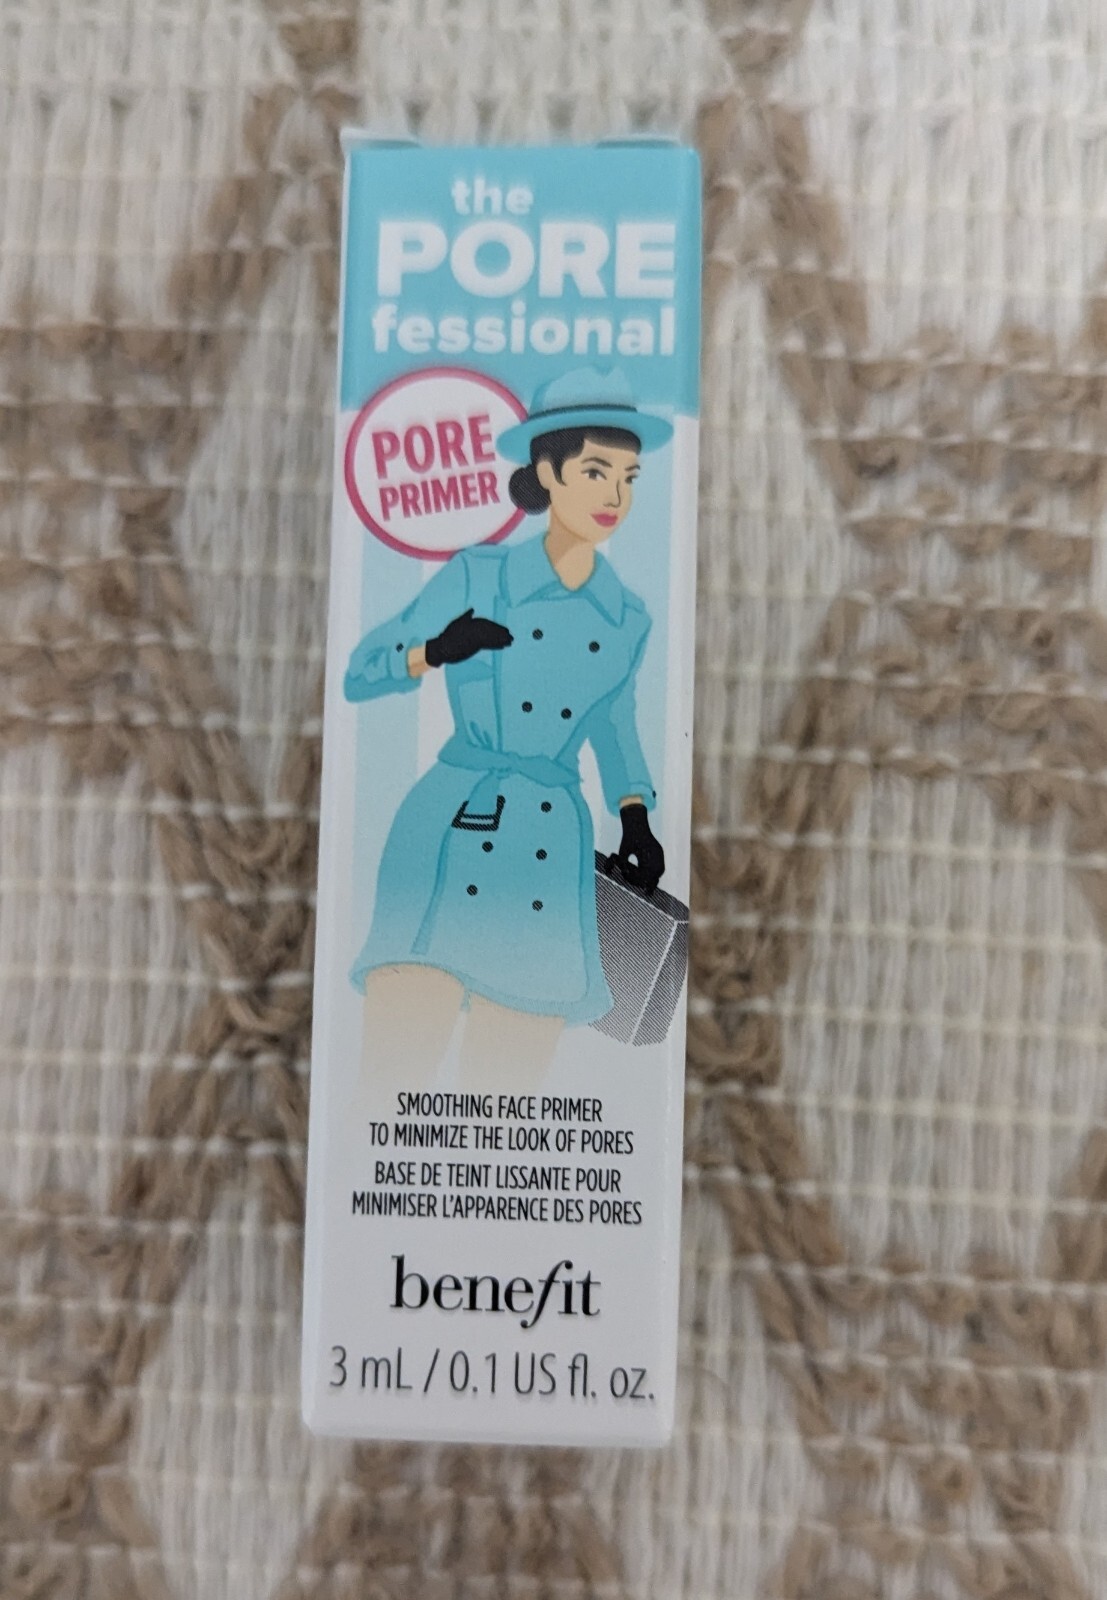 the
PORE
fessional
PORE
PRIMER
SMOOTHING FACE PRIMER
TO MINIMIZE THE LOOK OF PORES
BASE DE TEINT LISSANTE POUR
MINIMISER L'APPARENCE DES PORES
benefit
3 mL / 0.1 US fl. oz.